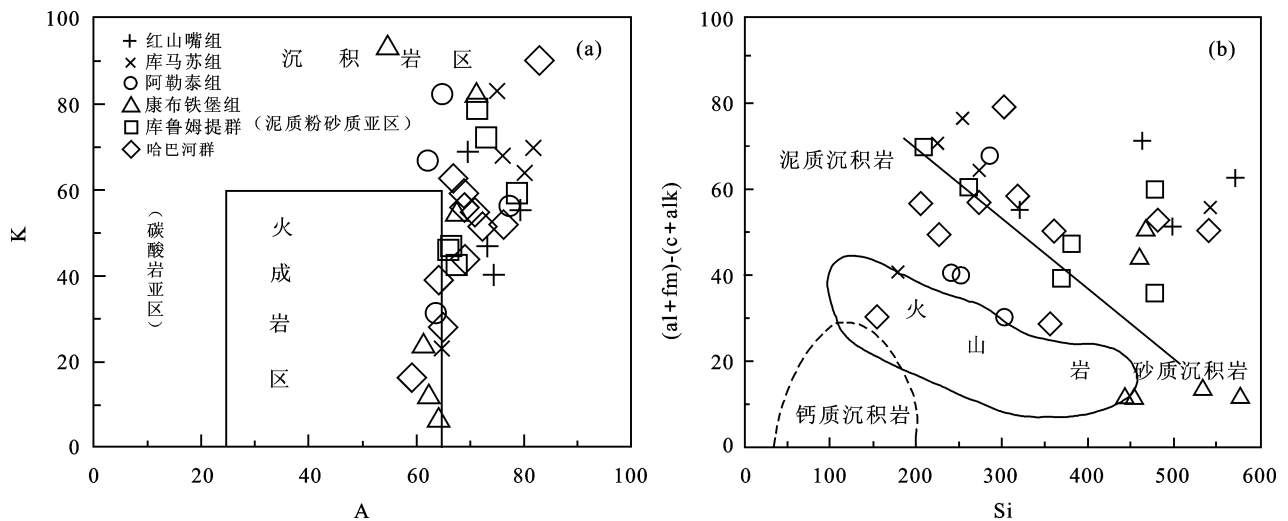 100
80
60
40
20
0
K
0
20
40
60
80
100
A
(a)
沉 积 岩 区
红山嘴组
库马苏组
阿勒泰组
康布铁堡组
库鲁姆提群
哈巴河群
(泥质粉砂质亚区)
(碳酸岩亚区)
火成岩区
100
80
60
40
20
0
(al+fm)-(c+alk)
0
100
200
300
400
500
600
Si
(b)
泥质沉积岩
火山岩
砂质沉积岩
钙质沉积岩